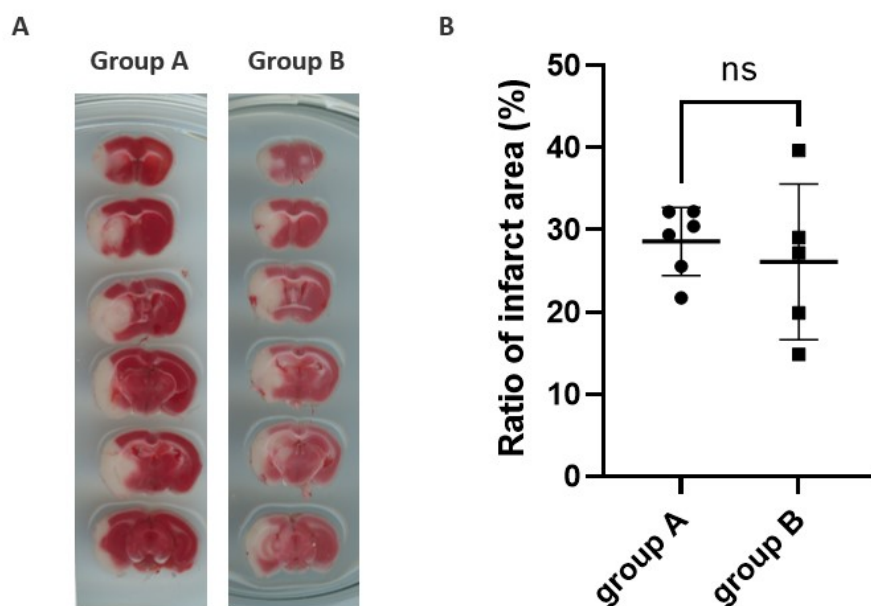 A
Group A
Group B
B
Ratio of infarct area (%)
50
40
30
20
10
0
ns
group A
group B